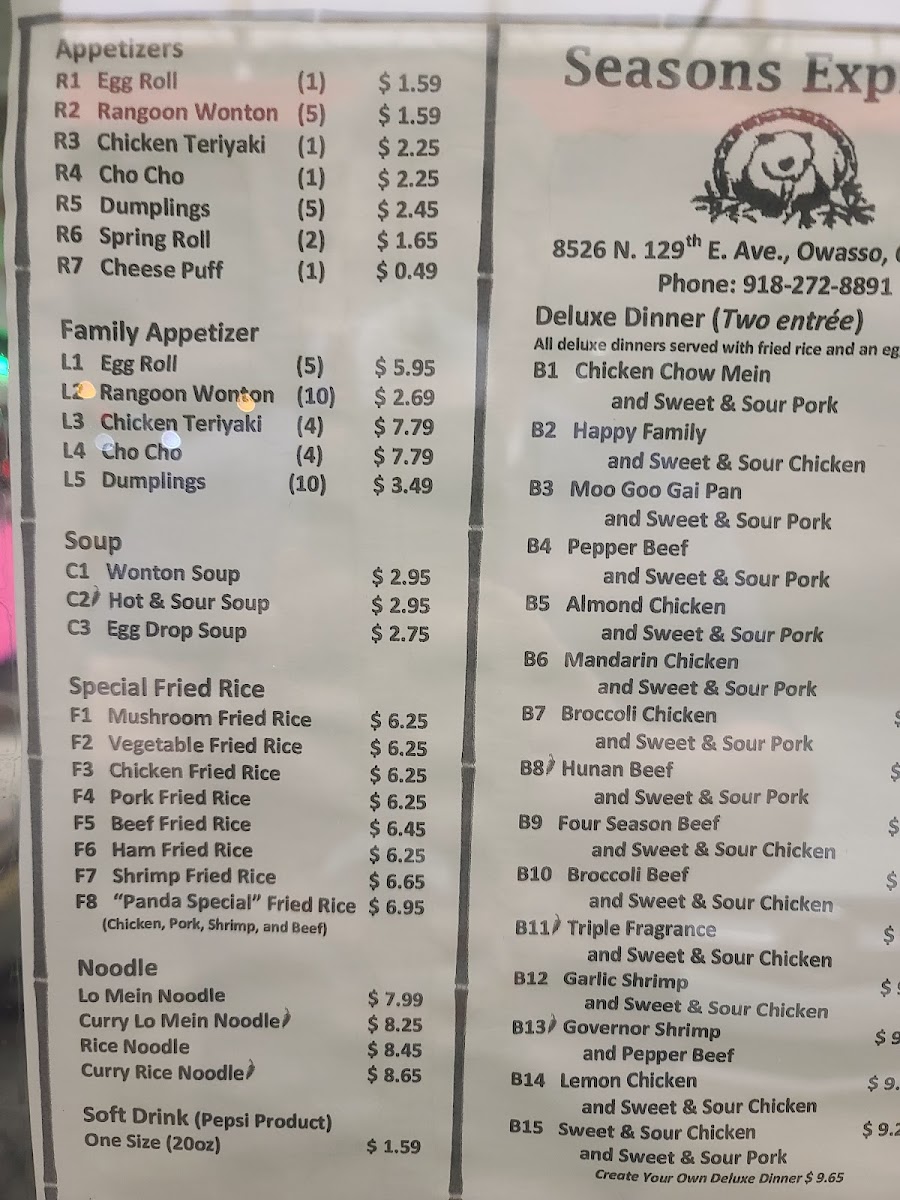 Appetizers
R1 Egg Roll (1) $ 1.59
R2 Rangoon Wonton (5) $ 1.59
R3 Chicken Teriyaki (1) $ 2.25
R4 Cho Cho (1) $ 2.25
R5 Dumplings (5) $ 2.45
R6 Spring Roll (2) $ 1.65
R7 Cheese Puff (1) $ 0.49
Family Appetizer
L1 Egg Roll (5) $ 5.95
L2 Rangoon Wonton (10) $ 2.69
L3 Chicken Teriyaki (4) $ 7.79
L4 Cho Cho (4) $ 7.79
L5 Dumplings (10) $ 3.49
Soup
C1 Wonton Soup $ 2.95
C2 Hot & Sour Soup $ 2.95
C3 Egg Drop Soup $ 2.75
Special Fried Rice
F1 Mushroom Fried Rice $ 6.25
F2 Vegetable Fried Rice $ 6.25
F3 Chicken Fried Rice $ 6.25
F4 Pork Fried Rice $ 6.25
F5 Beef Fried Rice $ 6.45
F6 Ham Fried Rice $ 6.25
F7 Shrimp Fried Rice $ 6.65
F8 “Panda Special” Fried Rice $ 6.95
(Chicken, Pork, Shrimp, and Beef)
Noodle
Lo Mein Noodle $ 7.99
Curry Lo Mein Noodle $ 8.25
Rice Noodle $ 8.45
Curry Rice Noodle $ 8.65
Soft Drink (Pepsi Product)
One Size (20oz) $ 1.59
Seasons Exp
8526 N. 129th E. Ave., Owasso,
Phone: 918-272-8891
Deluxe Dinner (Two entrée)
All deluxe dinners served with fried rice and an eg
B1 Chicken Chow Mein
and Sweet & Sour Pork
B2 Happy Family
and Sweet & Sour Chicken
B3 Moo Goo Gai Pan
and Sweet & Sour Pork
B4 Pepper Beef
and Sweet & Sour Pork
B5 Almond Chicken
and Sweet & Sour Pork
B6 Mandarin Chicken
and Sweet & Sour Pork
B7 Broccoli Chicken $
and Sweet & Sour Pork
B8 Hunan Beef $
and Sweet & Sour Pork
B9 Four Season Beef $
and Sweet & Sour Chicken
B10 Broccoli Beef $
and Sweet & Sour Chicken
B11 Triple Fragrance $
and Sweet & Sour Chicken
B12 Garlic Shrimp $
and Sweet & Sour Chicken
B13 Governor Shrimp $ 9
and Pepper Beef
B14 Lemon Chicken $ 9.
and Sweet & Sour Chicken
B15 Sweet & Sour Chicken $ 9.2
and Sweet & Sour Pork
Create Your Own Deluxe Dinner $ 9.65